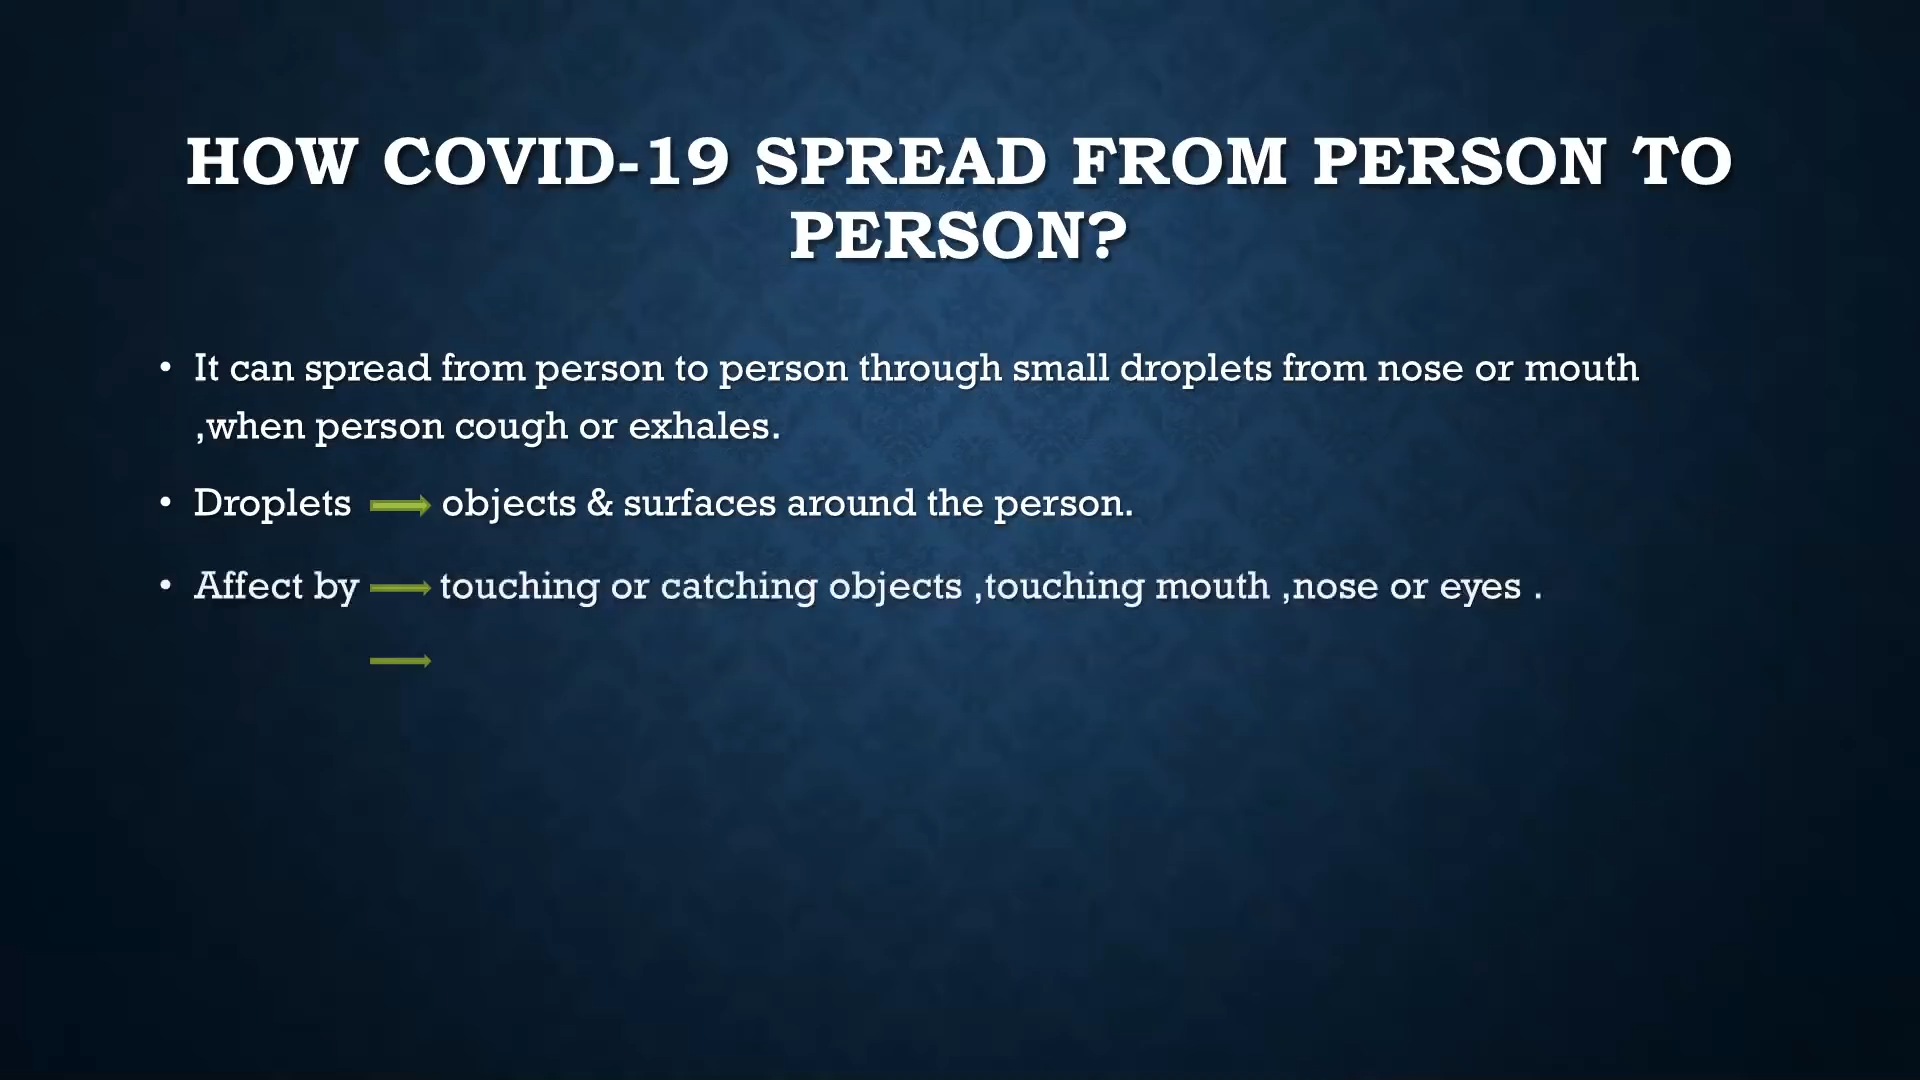 HOW COVID-19 SPREAD FROM PERSON TO
PERSON?
• It can spread from person to person through small droplets from nose or mouth
,when person cough or exhales.
• Droplets objects & surfaces around the person.
• Affect by touching or catching objects ,touching mouth ,nose or eyes .